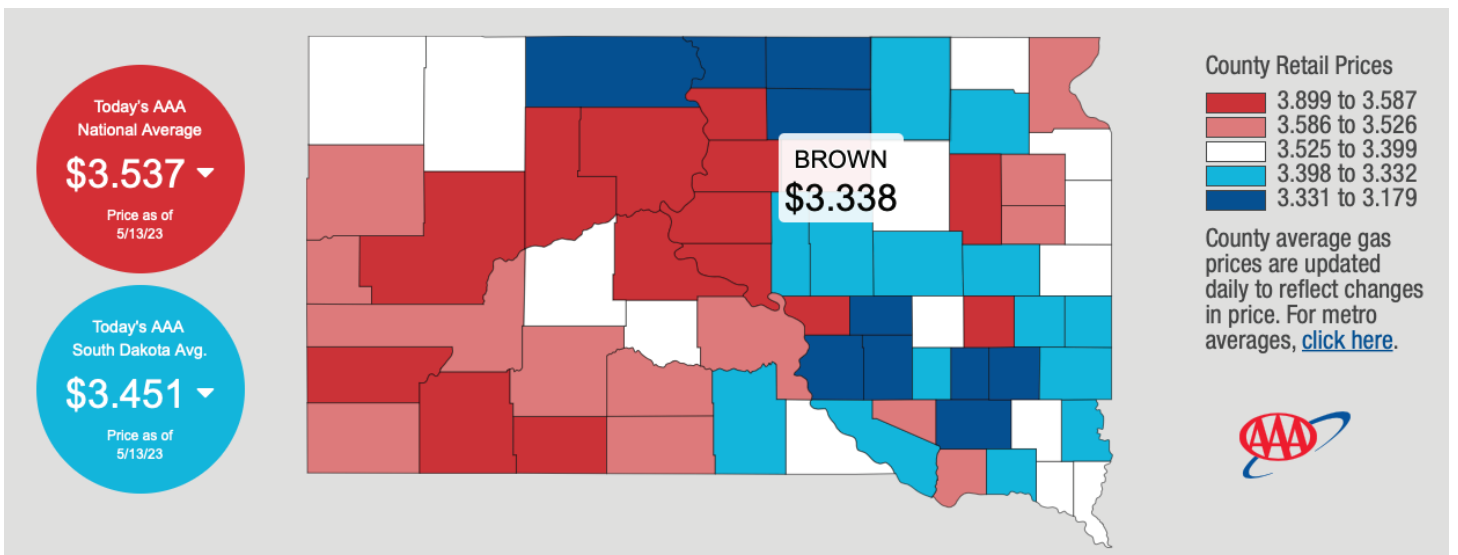 Today's AAA
National Average
$3.537
Price as of
5/13/23
Today's AAA
South Dakota Avg.
$3.451
Price as of
5/13/23
BROWN
$3.338
County Retail Prices
3.899 to 3.587
3.586 to 3.526
3.525 to 3.399
3.398 to 3.332
3.331 to 3.179
County average gas
prices are updated
daily to reflect changes
in price. For metro
averages, click here.
AAA